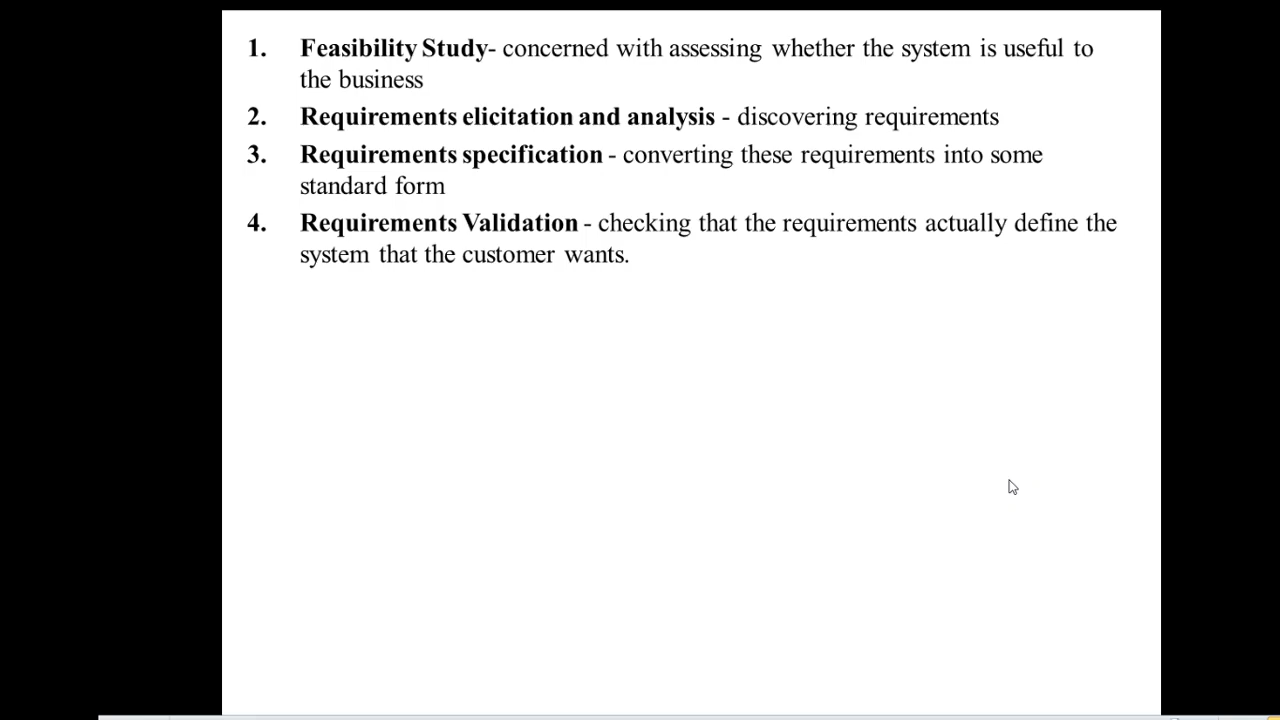 1. Feasibility Study- concerned with assessing whether the system is useful to
the business
2. Requirements elicitation and analysis - discovering requirements
3. Requirements specification - converting these requirements into some
standard form
4. Requirements Validation - checking that the requirements actually define the
system that the customer wants.